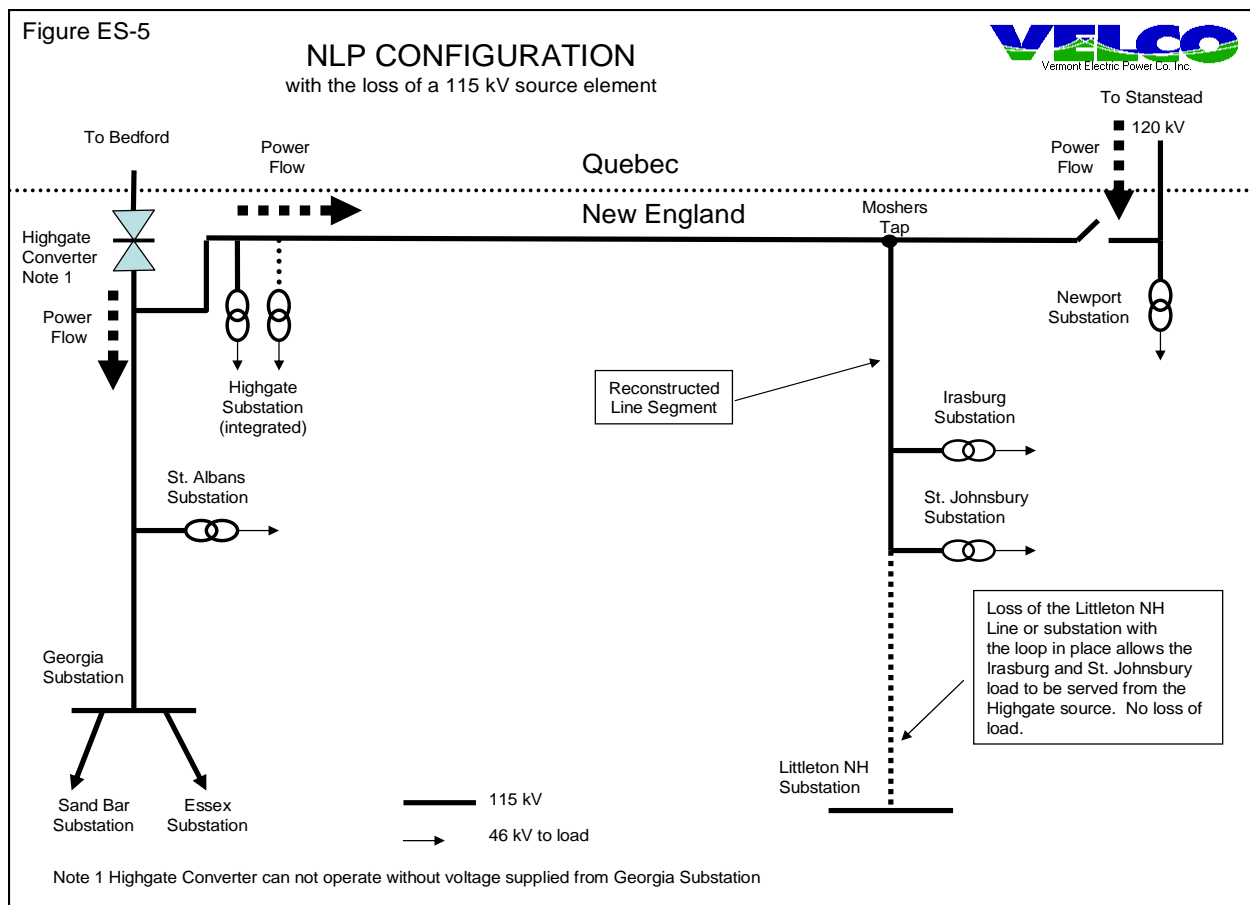 Figure ES-5
NLP CONFIGURATION
with the loss of a 115 kV source element
VELCO
Vermont Electric Power Co. Inc.
To Stanstead
120 kV
To Bedford
Power
Flow
Quebec
Power
Flow
New England
Moshers
Tap
Highgate
Converter
Note 1
Power
Flow
Newport
Substation
Highgate
Substation
(integrated)
Reconstructed
Line Segment
Irasburg
Substation
St. Albans
Substation
St. Johnsbury
Substation
Loss of the Littleton NH
Line or substation with
the loop in place allows the
Irasburg and St. Johnsbury
load to be served from the
Highgate source.  No loss of
load.
Georgia
Substation
Littleton NH
Substation
Sand Bar
Substation
Essex
Substation
115 kV
46 kV to load
Note 1 Highgate Converter can not operate without voltage supplied from Georgia Substation